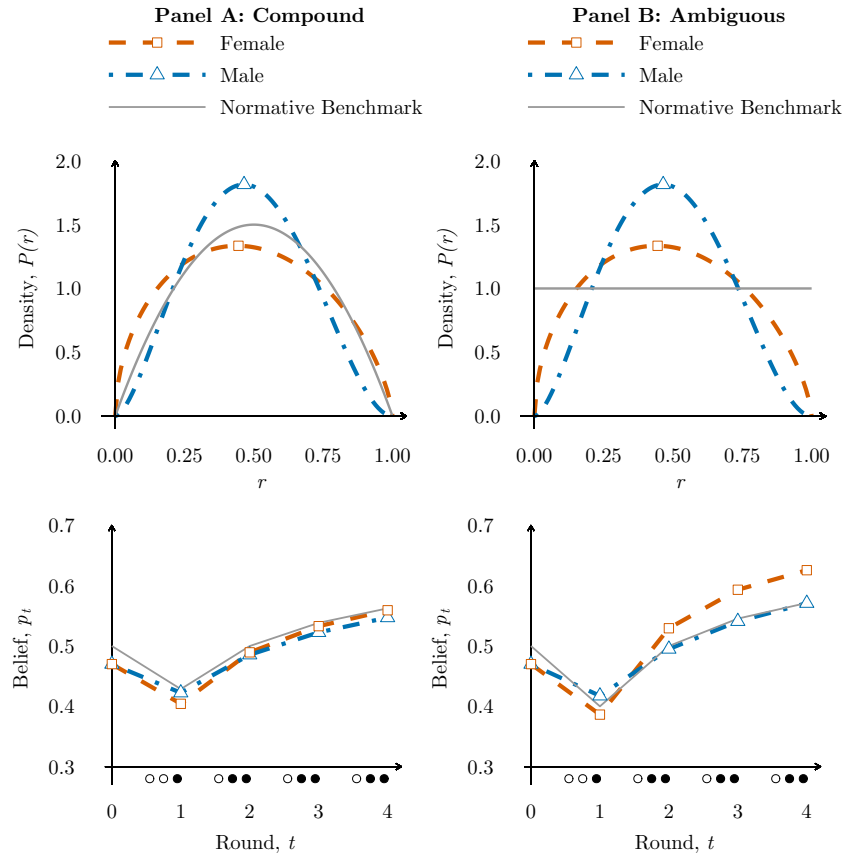 Panel A: Compound
Female
Male
Normative Benchmark
2.0
1.5
1.0
0.5
0.0
Density, P(r)
0.00 0.25 0.50 0.75 1.00
r
0.7
0.6
0.5
0.4
0.3
Belief, pt
0 1 2 3 4
Round, t
Panel B: Ambiguous
Female
Male
Normative Benchmark
2.0
1.5
1.0
0.5
0.0
Density, P(r)
0.00 0.25 0.50 0.75 1.00
r
0.7
0.6
0.5
0.4
0.3
Belief, pt
0 1 2 3 4
Round, t